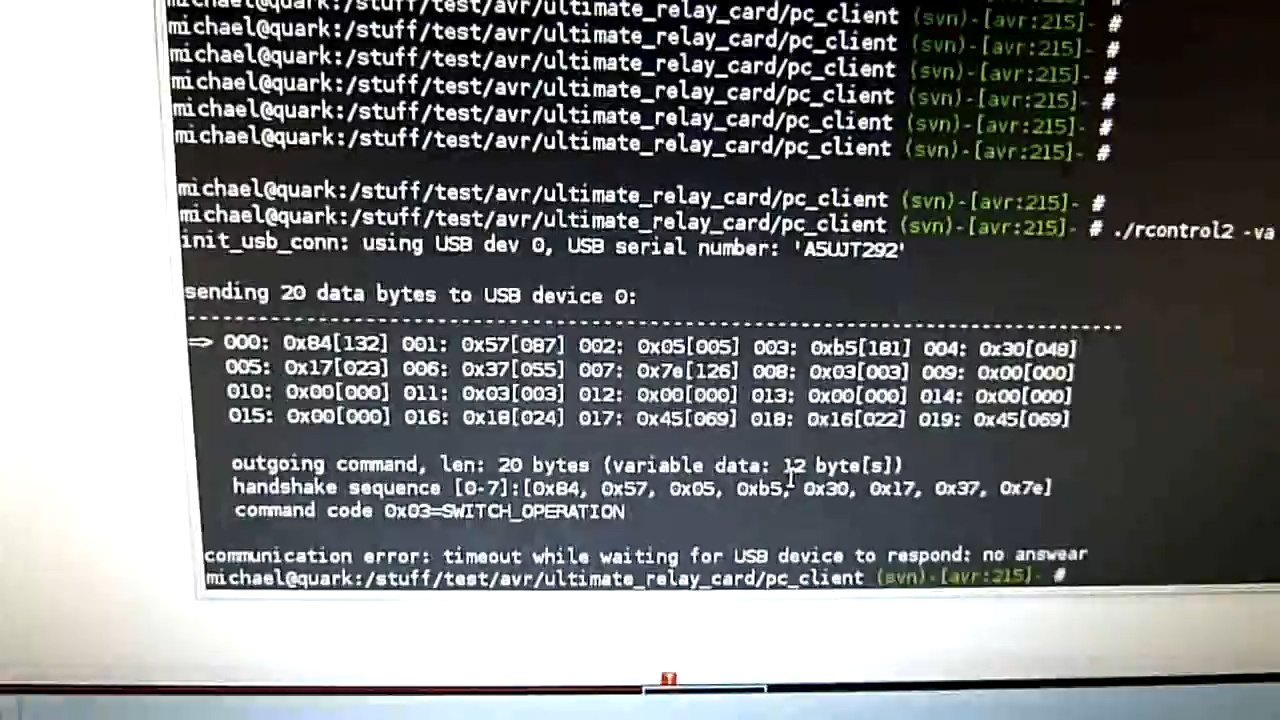 michael@quark:/stuff/test/avr/ultimate_relay_card/pc_client (svn)-[avr:215]- #
michael@quark:/stuff/test/avr/ultimate_relay_card/pc_client (svn)-[avr:215]- #
michael@quark:/stuff/test/avr/ultimate_relay_card/pc_client (svn)-[avr:215]- #
michael@quark:/stuff/test/avr/ultimate_relay_card/pc_client (svn)-[avr:215]- #
michael@quark:/stuff/test/avr/ultimate_relay_card/pc_client (svn)-[avr:215]- #
michael@quark:/stuff/test/avr/ultimate_relay_card/pc_client (svn)-[avr:215]- #
michael@quark:/stuff/test/avr/ultimate_relay_card/pc_client (svn)-[avr:215]- #
michael@quark:/stuff/test/avr/ultimate_relay_card/pc_client (svn)-[avr:215]- # ./rcontrol2 -va
init_usb_conn: using USB dev 0, USB serial number: 'A5UJT292'
sending 20 data bytes to USB device 0:
--------------------------------------------------------------------------------
=> 000: 0x84[132] 001: 0x57[087] 002: 0x05[005] 003: 0xb5[181] 004: 0x30[048]
005: 0x17[023] 006: 0x37[055] 007: 0x7e[126] 008: 0x03[003] 009: 0x00[000]
010: 0x00[000] 011: 0x03[003] 012: 0x00[000] 013: 0x00[000] 014: 0x00[000]
015: 0x00[000] 016: 0x18[024] 017: 0x45[069] 018: 0x16[022] 019: 0x45[069]
outgoing command, len: 20 bytes (variable data: 12 byte[s])
handshake sequence [0-7]:[0x84, 0x57, 0x05, 0xb5, 0x30, 0x17, 0x37, 0x7e]
command code 0x03=SWITCH_OPERATION
communication error: timeout while waiting for USB device to respond: no answear
michael@quark:/stuff/test/avr/ultimate_relay_card/pc_client (svn)-[avr:215]- #